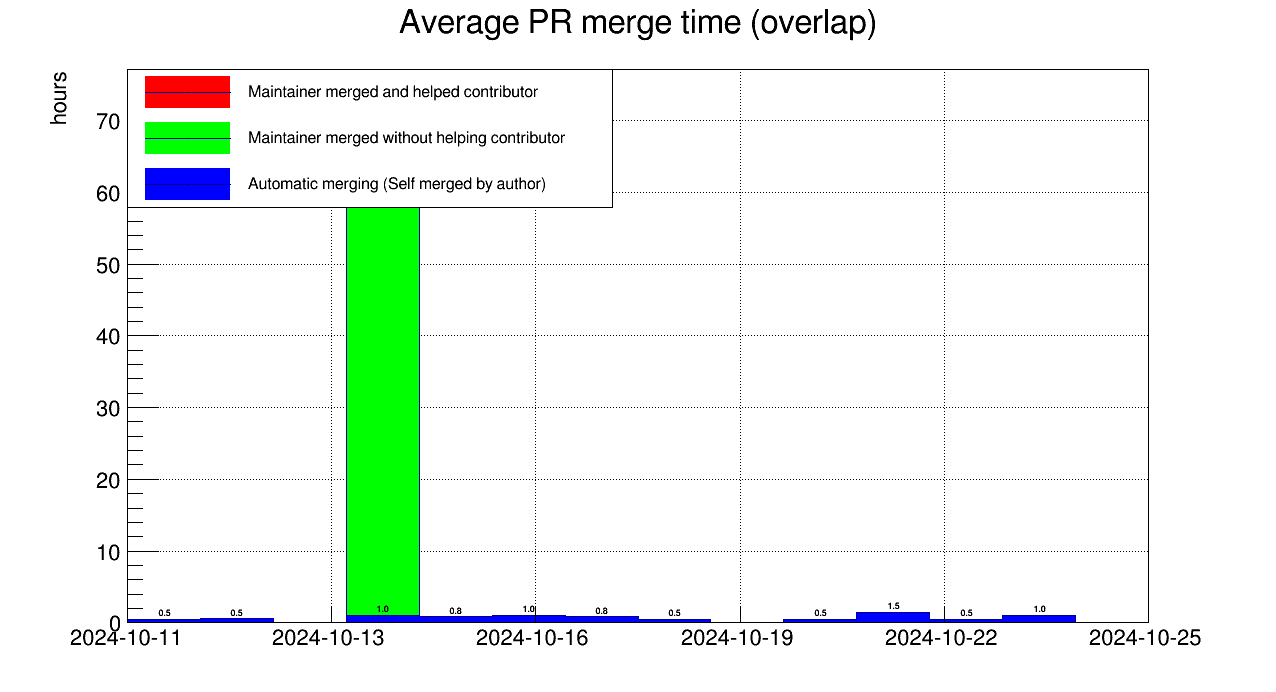 Average PR merge time (overlap)
hours
Maintainer merged and helped contributor
Maintainer merged without helping contributor
Automatic merging (Self merged by author)
70
60
50
40
30
20
10
0
0.5 0.5 1.0 0.8 1.0 0.8 0.5 0.5 1.5 0.5 1.0
2024-10-11 2024-10-13 2024-10-16 2024-10-19 2024-10-22 2024-10-25